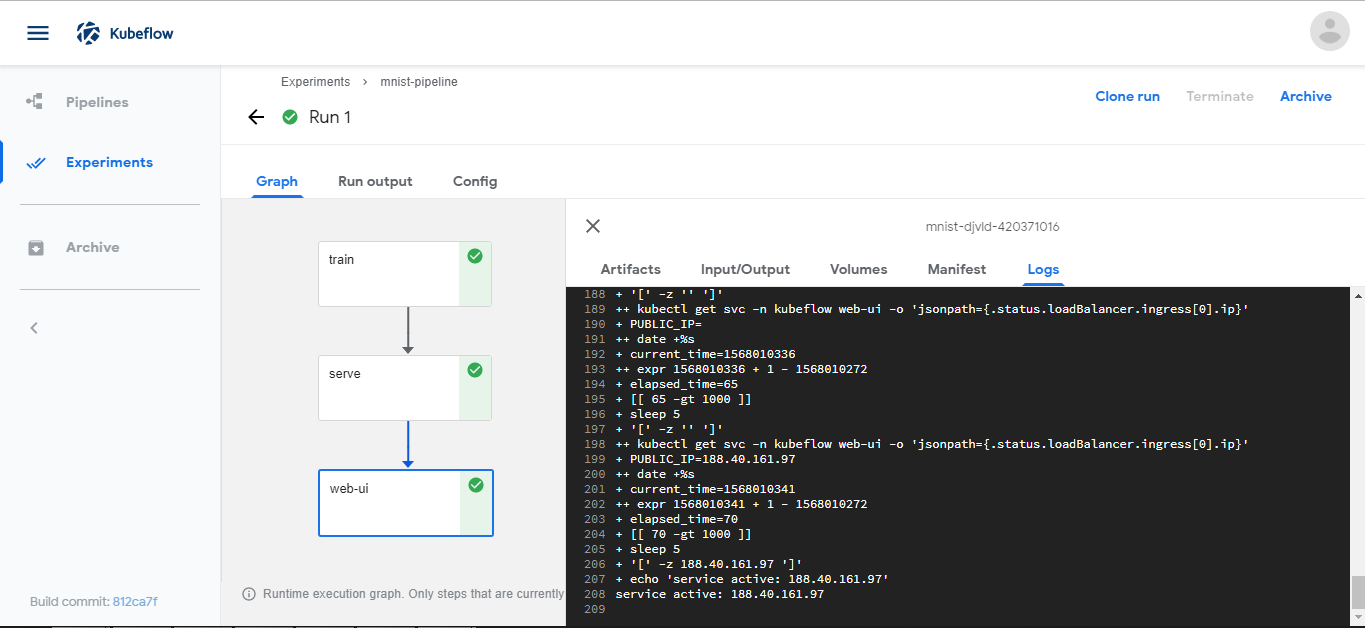 Kubeflow
Pipelines
Experiments
Archive
Build commit: 812ca7f
Experiments > mnist-pipeline
Run 1
Clone run Terminate Archive
Graph Run output Config
train
serve
web-ui
Runtime execution graph. Only steps that are currently
mnist-djvld-420371016
Artifacts Input/Output Volumes Manifest Logs
188 + '[' -z '' ']'
189 ++ kubectl get svc -n kubeflow web-ui -o 'jsonpath={.status.loadBalancer.ingress[0].ip}'
190 + PUBLIC_IP=
191 ++ date +%s
192 + current_time=1568010336
193 ++ expr 1568010336 + 1 - 1568010272
194 + elapsed_time=65
195 + [[ 65 -gt 1000 ]]
196 + sleep 5
197 + '[' -z '' ']'
198 ++ kubectl get svc -n kubeflow web-ui -o 'jsonpath={.status.loadBalancer.ingress[0].ip}'
199 + PUBLIC_IP=188.40.161.97
200 ++ date +%s
201 + current_time=1568010341
202 ++ expr 1568010341 + 1 - 1568010272
203 + elapsed_time=70
204 + [[ 70 -gt 1000 ]]
205 + sleep 5
206 + '[' -z 188.40.161.97 ']'
207 + echo 'service active: 188.40.161.97'
208 service active: 188.40.161.97
209